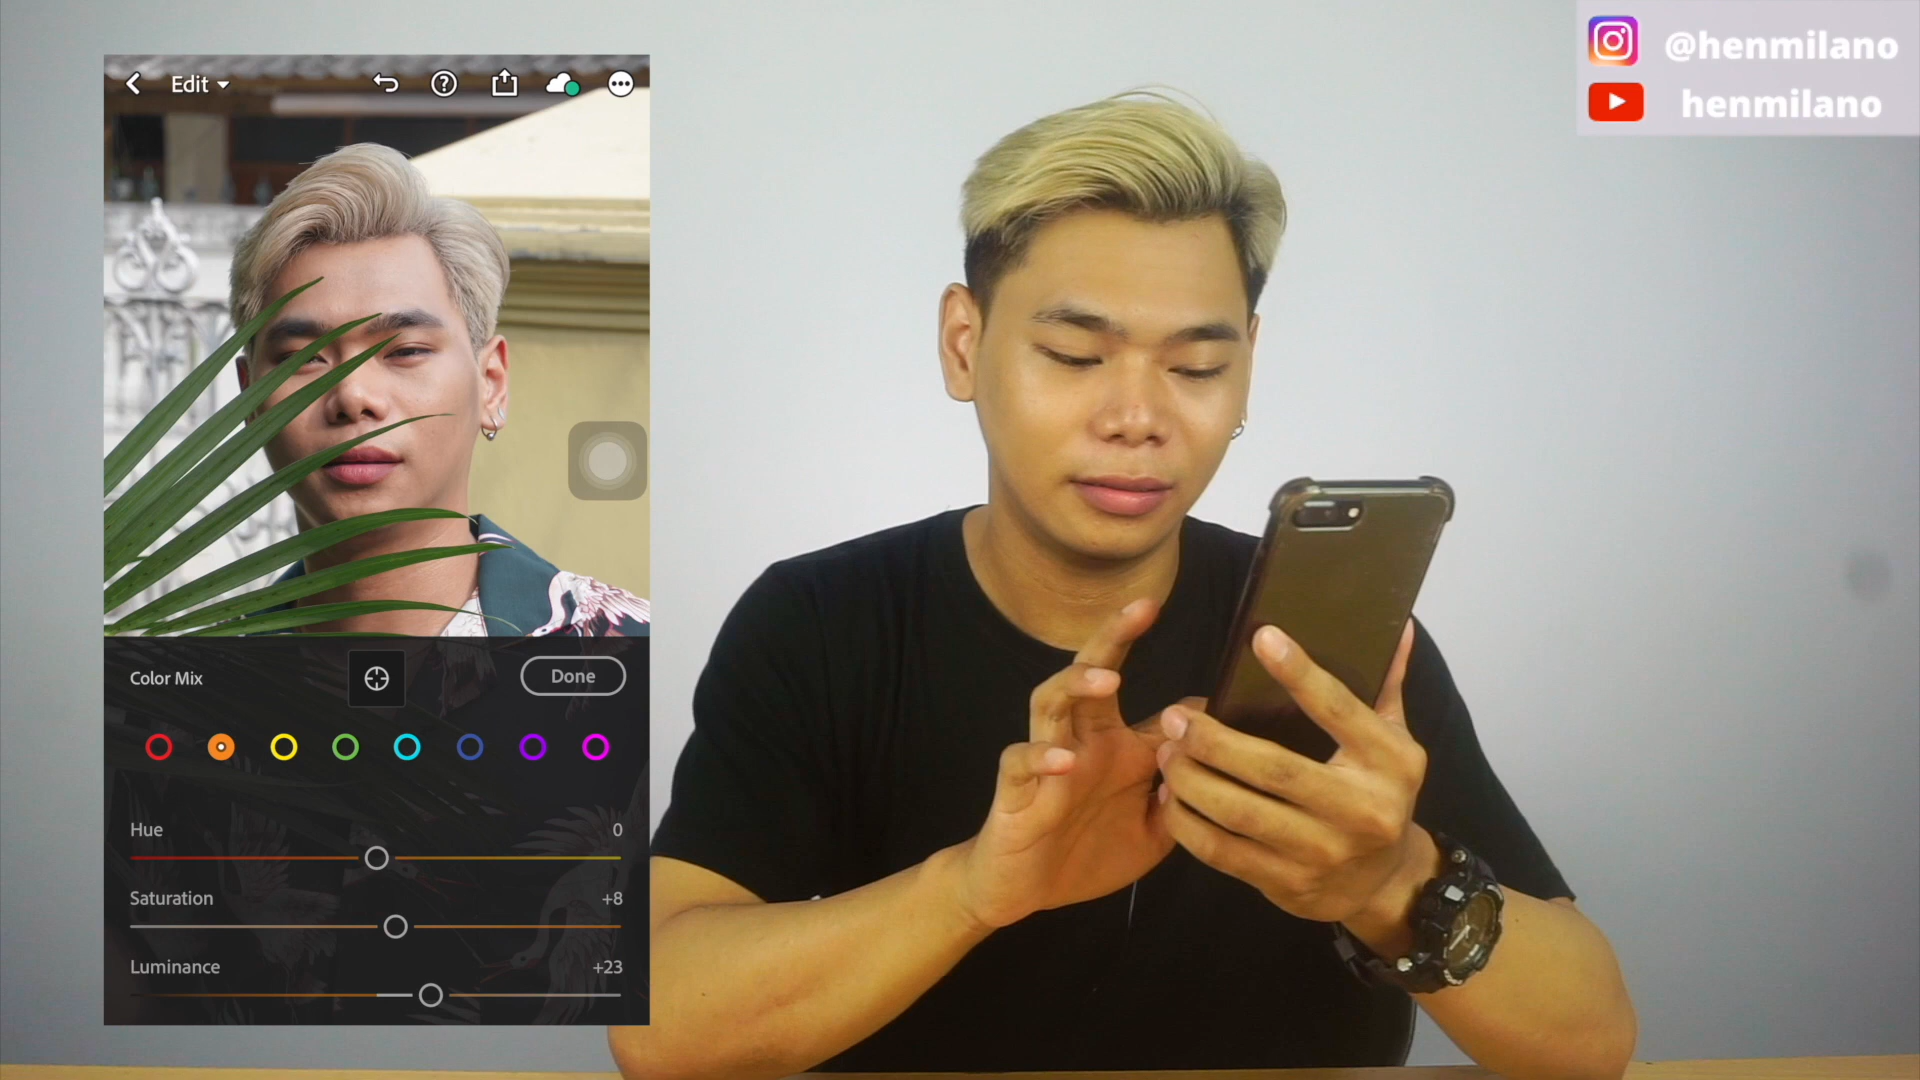 Edit
Color Mix
Done
Hue
0
Saturation
+8
Luminance
+23
@henmilano
henmilano